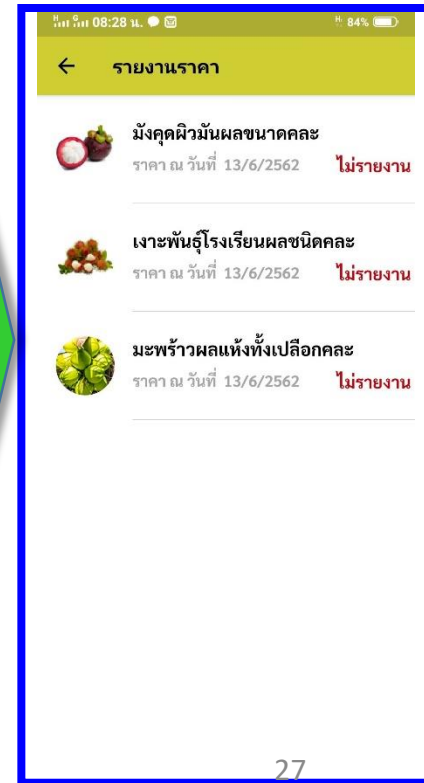 08:28 น. 84%
รายงานราคา
มังคุดผิวมันผลขนาดคละ
ราคา ณ วันที่ 13/6/2562 ไม่รายงาน
เงาะพันธุ์โรงเรียนผลชนิดคละ
ราคา ณ วันที่ 13/6/2562 ไม่รายงาน
มะพร้าวผลแห้งทั้งเปลือกคละ
ราคา ณ วันที่ 13/6/2562 ไม่รายงาน
27